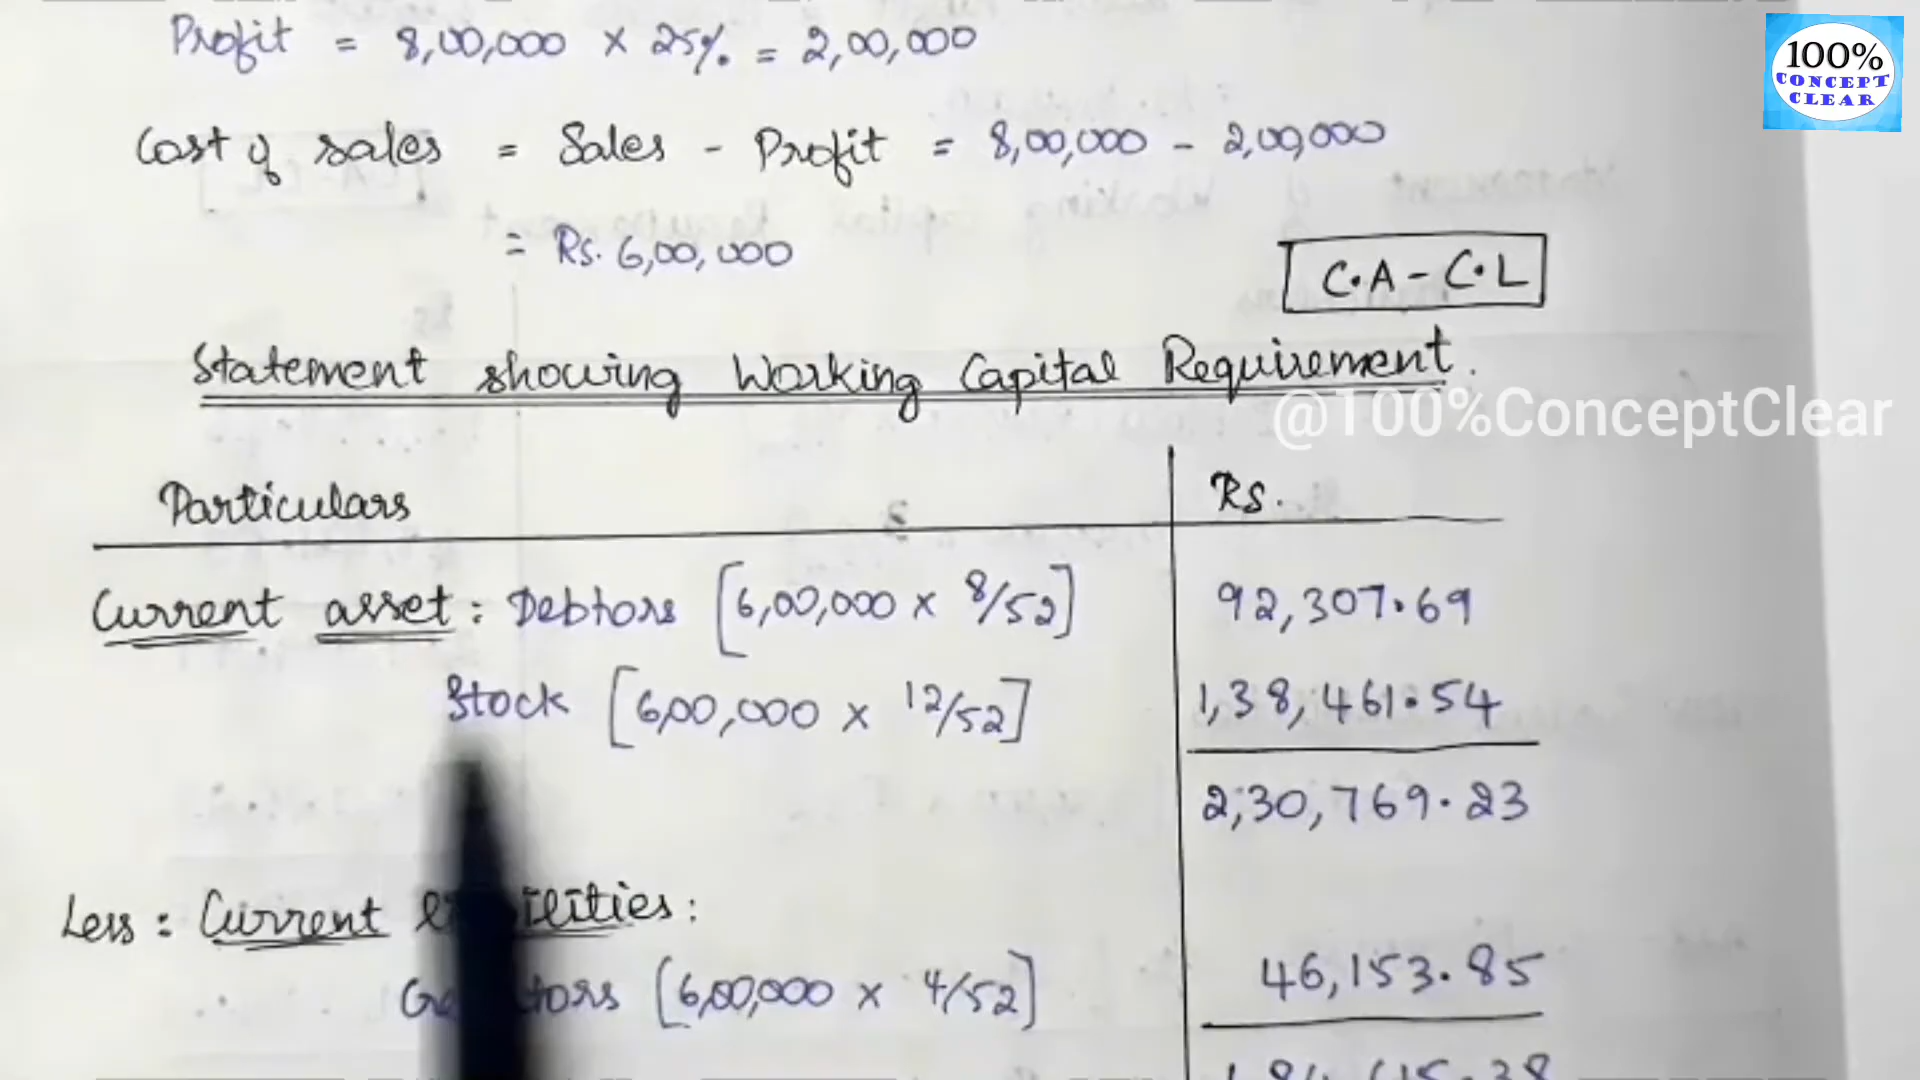 Profit = 8,00,000 × 25% = 2,00,000
100% CONCEPT CLEAR
Cost of sales = Sales - Profit = 8,00,000 - 2,00,000
= Rs. 6,00,000
C.A - C.L
Statement showing Working Capital Requirement.
@100%ConceptClear
Particulars Rs.
Current asset : Debtors [6,00,000 × 8/52] 92,307.69
Stock [6,00,000 × 12/52] 1,38,461.54
2,30,769.23
Less : Current
[6,00,000 × 4/52] 46,153.85